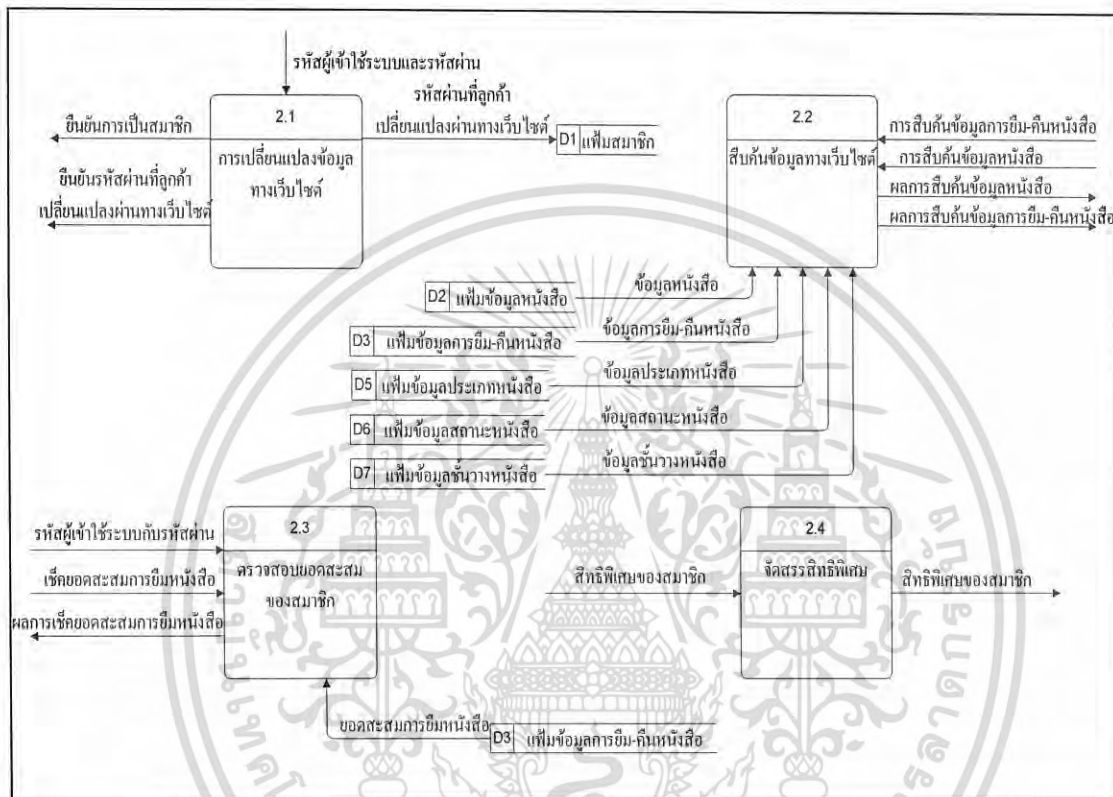 รหัสผู้เข้าใช้ระบบและรหัสผ่าน
2.1
การเปลี่ยนแปลงข้อมูล
ทางเว็บไซต์
ยืนยันการเป็นสมาชิก
ยืนยันรหัสผ่านที่ลูกค้า
เปลี่ยนแปลงผ่านทางเว็บไซต์
รหัสผ่านที่ลูกค้า
เปลี่ยนแปลงผ่านทางเว็บไซต์
D1 แฟ้มสมาชิก
2.2
สืบค้นข้อมูลทางเว็บไซต์
การสืบค้นข้อมูลการยืม-คืนหนังสือ
การสืบค้นข้อมูลหนังสือ
ผลการสืบค้นข้อมูลหนังสือ
ผลการสืบค้นข้อมูลการยืม-คืนหนังสือ
D2 แฟ้มข้อมูลหนังสือ
ข้อมูลหนังสือ
D3 แฟ้มข้อมูลการยืม-คืนหนังสือ
ข้อมูลการยืม-คืนหนังสือ
D5 แฟ้มข้อมูลประเภทหนังสือ
ข้อมูลประเภทหนังสือ
D6 แฟ้มข้อมูลสถานะหนังสือ
ข้อมูลสถานะหนังสือ
D7 แฟ้มข้อมูลชั้นวางหนังสือ
ข้อมูลชั้นวางหนังสือ
รหัสผู้เข้าใช้ระบบกับรหัสผ่าน
เช็คยอดสะสมการยืมหนังสือ
ผลการเช็คยอดสะสมการยืมหนังสือ
2.3
ตรวจสอบยอดสะสม
ของสมาชิก
ยอดสะสมการยืมหนังสือ
D3 แฟ้มข้อมูลการยืม-คืนหนังสือ
สิทธิพิเศษของสมาชิก
2.4
จัดสรรสิทธิพิเศษ
สิทธิพิเศษของสมาชิก